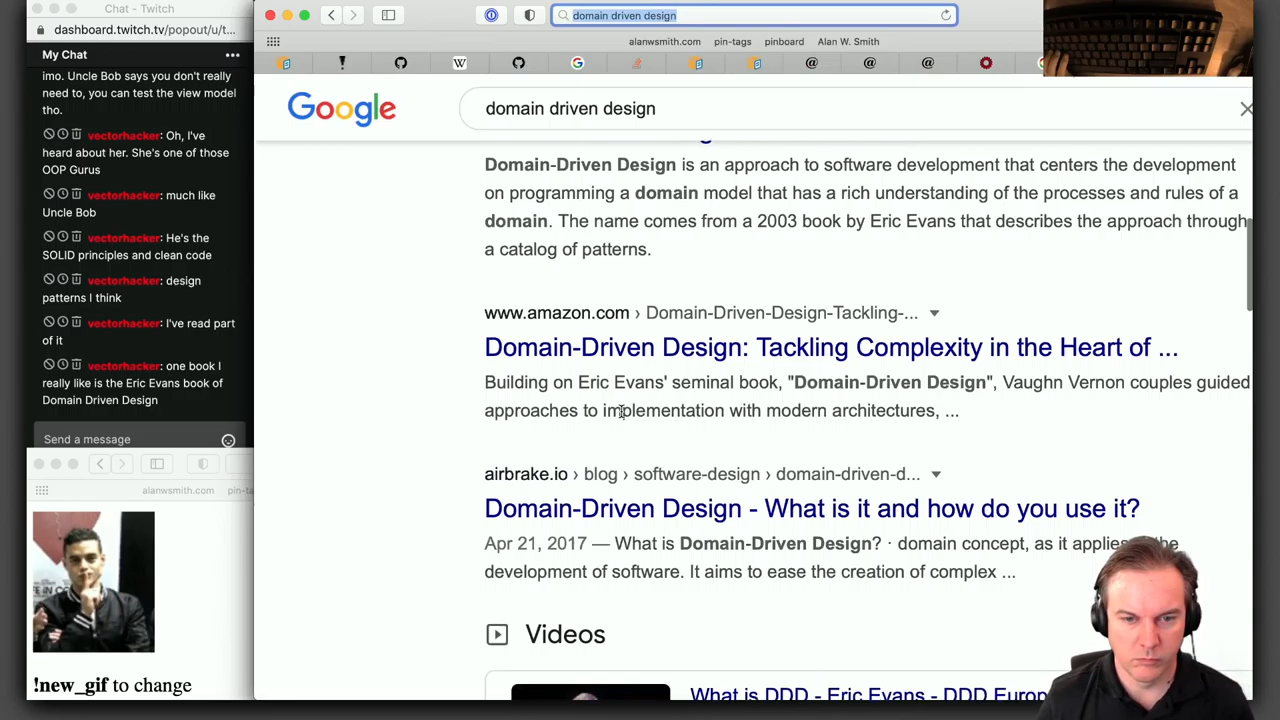 Chat - Twitch
dashboard.twitch.tv/popout/u/t...
My Chat
imo. Uncle Bob says you don't really
need to, you can test the view model
tho.
vectorhacker: Oh, I've
heard about her. She's one of those
OOP Gurus
vectorhacker: much like
Uncle Bob
vectorhacker: He's the
SOLID principles and clean code
vectorhacker: design
patterns I think
vectorhacker: I've read part
of it
vectorhacker: one book I
really like is the Eric Evans book of
Domain Driven Design
Send a message
alanwsmith.com pin-ta
!new_gif to change
domain driven design
alanwsmith.com pin-tags pinboard Alan W. Smith
Google
domain driven design
Domain-Driven Design is an approach to software development that centers the development
on programming a domain model that has a rich understanding of the processes and rules of a
domain. The name comes from a 2003 book by Eric Evans that describes the approach through
a catalog of patterns.
www.amazon.com › Domain-Driven-Design-Tackling-...
Domain-Driven Design: Tackling Complexity in the Heart of ...
Building on Eric Evans' seminal book, "Domain-Driven Design", Vaughn Vernon couples guided
approaches to implementation with modern architectures, ...
airbrake.io › blog › software-design › domain-driven-d...
Domain-Driven Design - What is it and how do you use it?
Apr 21, 2017 — What is Domain-Driven Design? · domain concept, as it applies the
development of software. It aims to ease the creation of complex ...
Videos
What is DDD - Eric Evans - DDD Europ